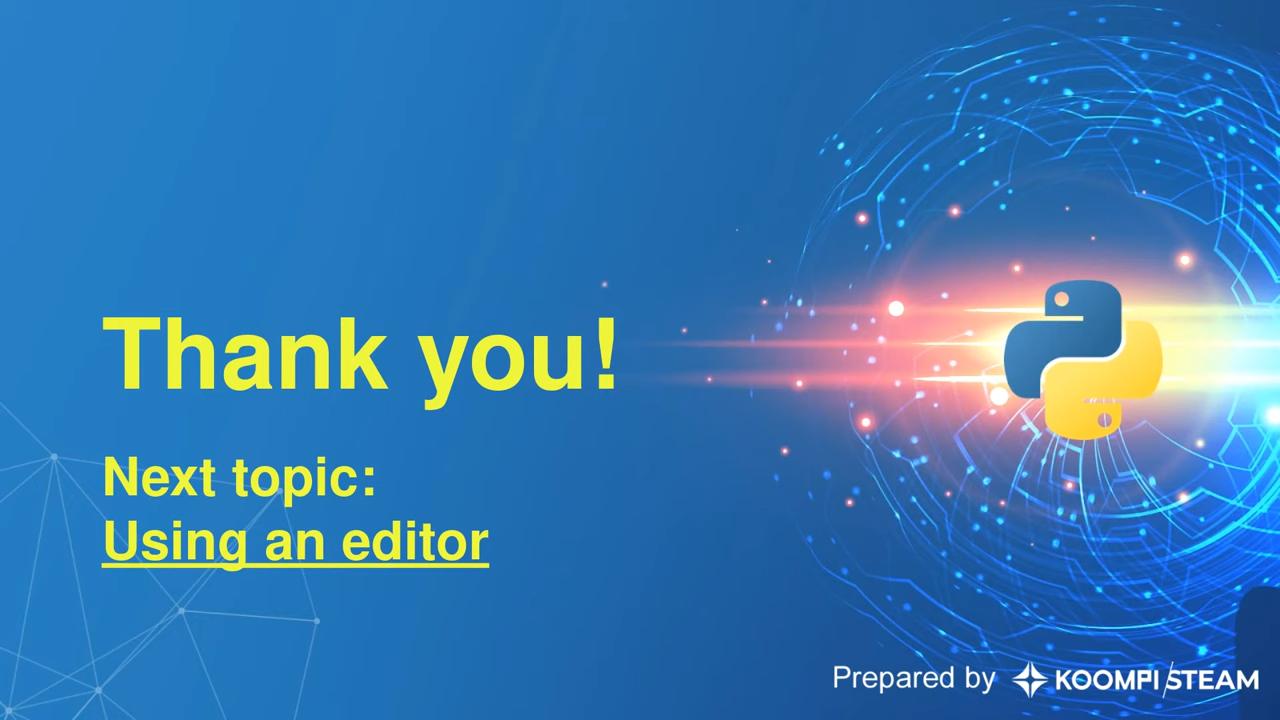 Thank you!
Next topic:
Using an editor
Prepared by KOOMPI STEAM